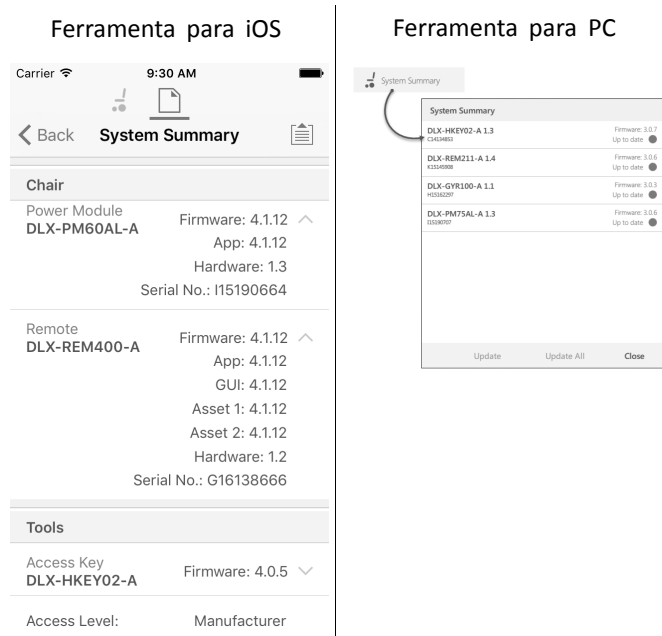 Ferramenta para iOS
Carrier
9:30 AM
Back
System Summary
Chair
Power Module
DLX-PM60AL-A
Firmware: 4.1.12
App: 4.1.12
Hardware: 1.3
Serial No.: I15190664
Remote
DLX-REM400-A
Firmware: 4.1.12
App: 4.1.12
GUI: 4.1.12
Asset 1: 4.1.12
Asset 2: 4.1.12
Hardware: 1.2
Serial No.: G16138666
Tools
Access Key
DLX-HKEY02-A
Firmware: 4.0.5
Access Level: Manufacturer
Ferramenta para PC
System Summary
System Summary
DLX-HKEY02-A 1.3
C14134853
Firmware: 3.0.7
Up to date
DLX-REM211-A 1.4
K15145908
Firmware: 3.0.6
Up to date
DLX-GYR100-A 1.1
H15162297
Firmware: 3.0.3
Up to date
DLX-PM75AL-A 1.3
I15190707
Firmware: 3.0.6
Up to date
Update
Update All
Close